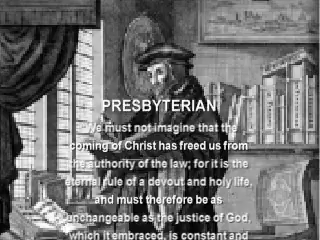 PRESBYTERIAN
We must not imagine that the
coming of Christ has freed us from
the authority of the law; for it is the
eternal rule of a devout and holy life,
and must therefore be as
unchangeable as the justice of God,
which it embraced, is constant and